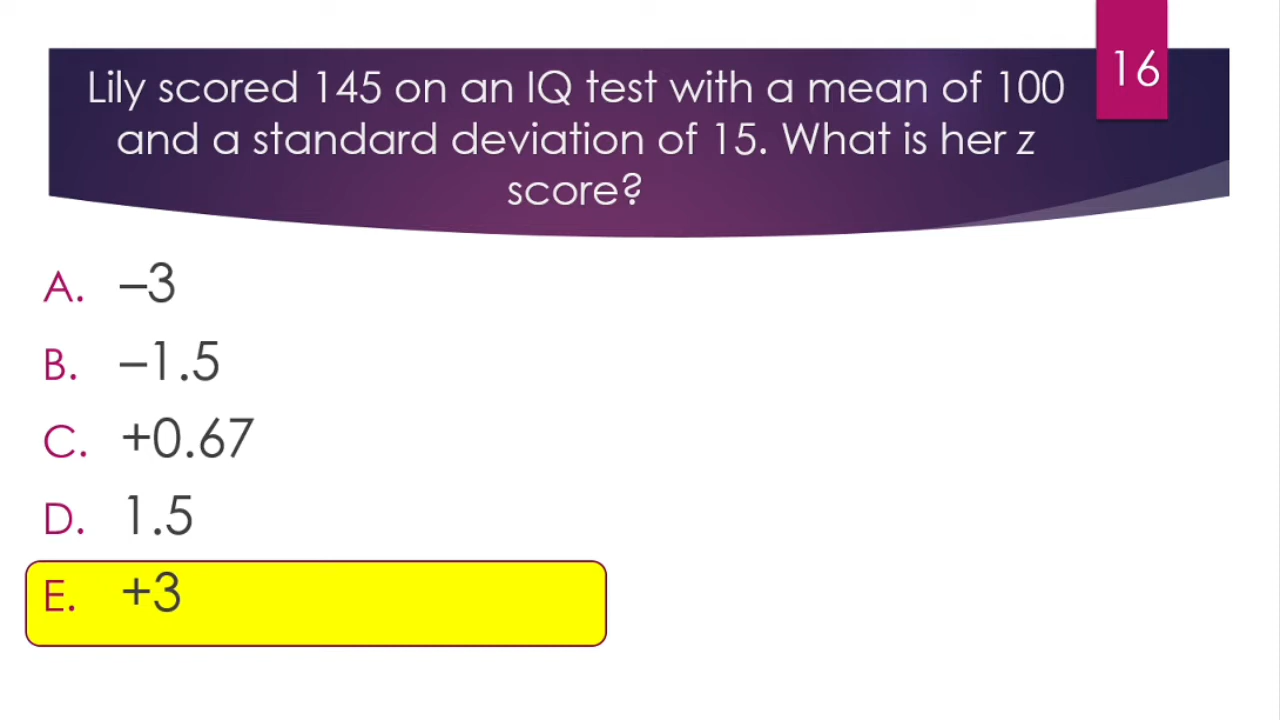 16
Lily scored 145 on an IQ test with a mean of 100
and a standard deviation of 15. What is her z
score?
A. –3
B. –1.5
C. +0.67
D. 1.5
E. +3